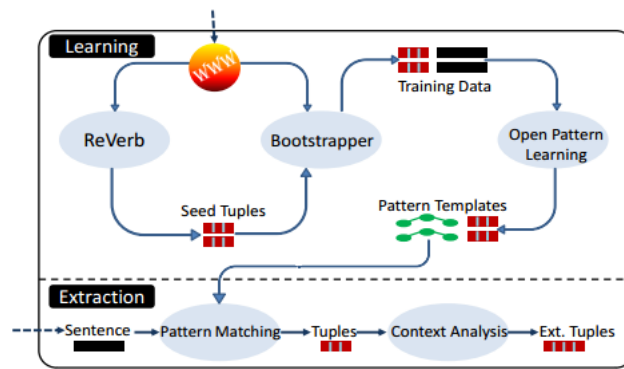 Learning
WWW
Training Data
ReVerb
Bootstrapper
Open Pattern
Learning
Seed Tuples
Pattern Templates
Extraction
Sentence
Pattern Matching
Tuples
Context Analysis
Ext. Tuples